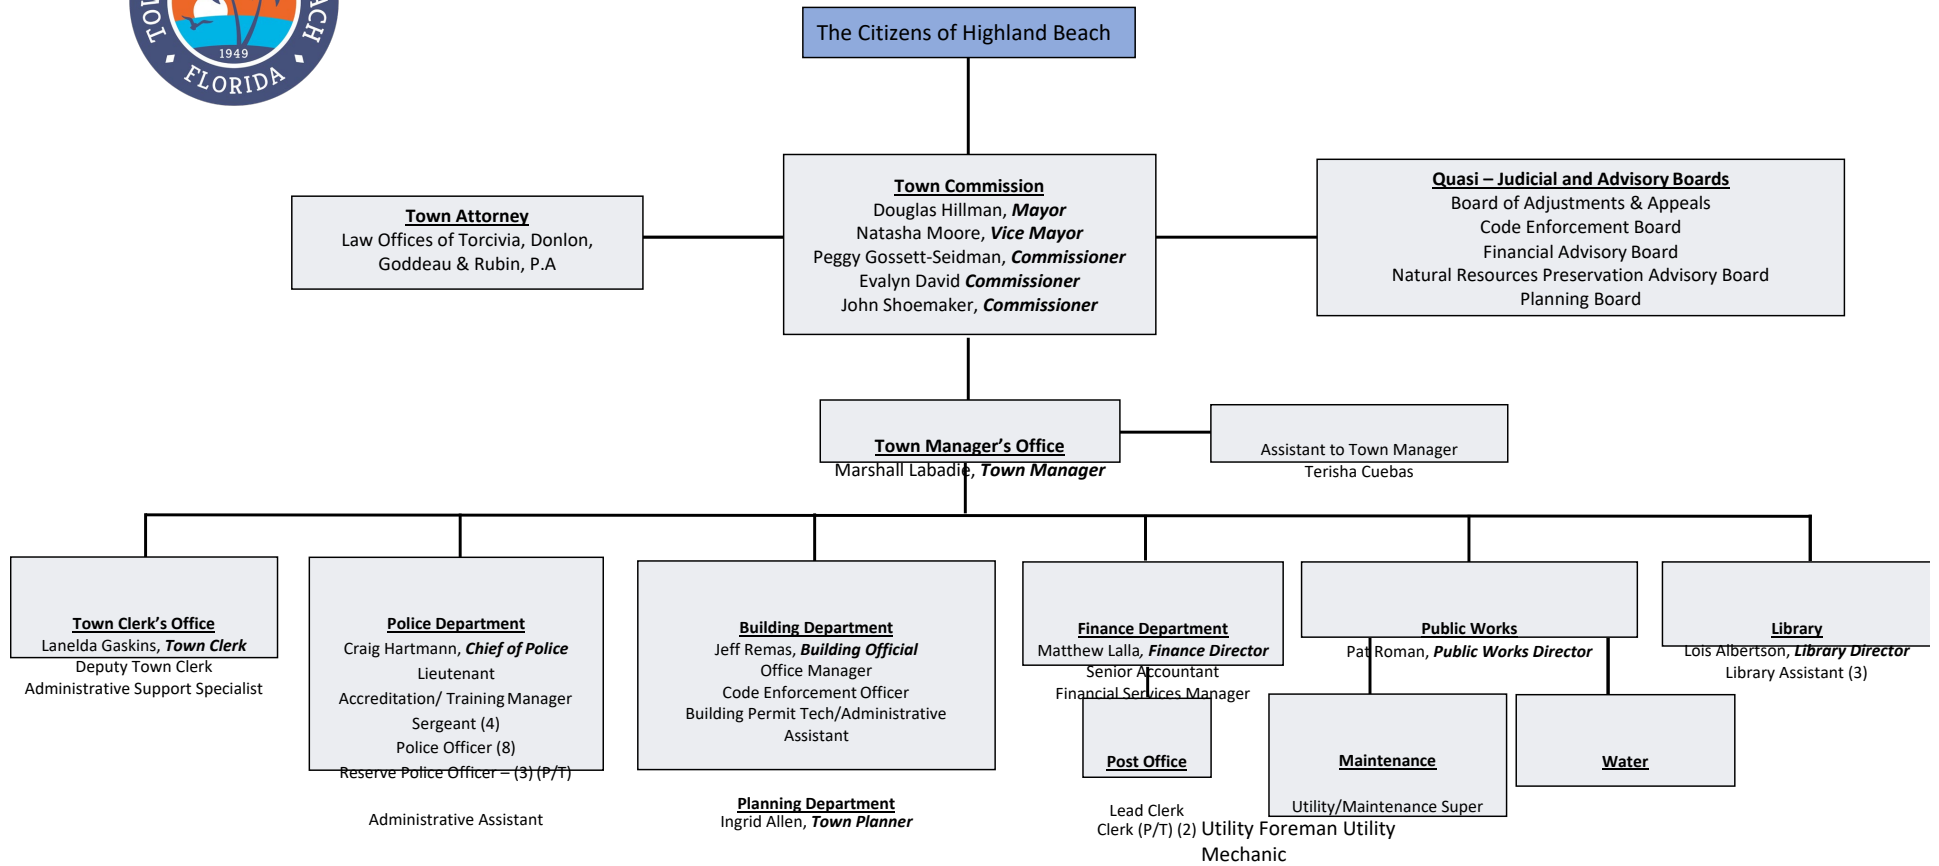 1949
FLORIDA
The Citizens of Highland Beach
Town Commission
Douglas Hillman, Mayor
Natasha Moore, Vice Mayor
Peggy Gossett-Seidman, Commissioner
Evalyn David Commissioner
John Shoemaker, Commissioner
Town Attorney
Law Offices of Torcivia, Donlon,
Goddeau & Rubin, P.A
Quasi – Judicial and Advisory Boards
Board of Adjustments & Appeals
Code Enforcement Board
Financial Advisory Board
Natural Resources Preservation Advisory Board
Planning Board
Town Manager’s Office
Marshall Labadie, Town Manager
Assistant to Town Manager
Terisha Cuebas
Town Clerk’s Office
Lanelda Gaskins, Town Clerk
Deputy Town Clerk
Administrative Support Specialist
Police Department
Craig Hartmann, Chief of Police
Lieutenant
Accreditation/ Training Manager
Sergeant (4)
Police Officer (8)
Reserve Police Officer – (3) (P/T)
Administrative Assistant
Building Department
Jeff Remas, Building Official
Office Manager
Code Enforcement Officer
Building Permit Tech/Administrative
Assistant
Planning Department
Ingrid Allen, Town Planner
Finance Department
Matthew Lalla, Finance Director
Senior Accountant
Financial Services Manager
Post Office
Lead Clerk
Clerk (P/T) (2)
Public Works
Pat Roman, Public Works Director
Maintenance
Utility/Maintenance Super
Utility Foreman Utility
Mechanic
Water
Library
Lois Albertson, Library Director
Library Assistant (3)